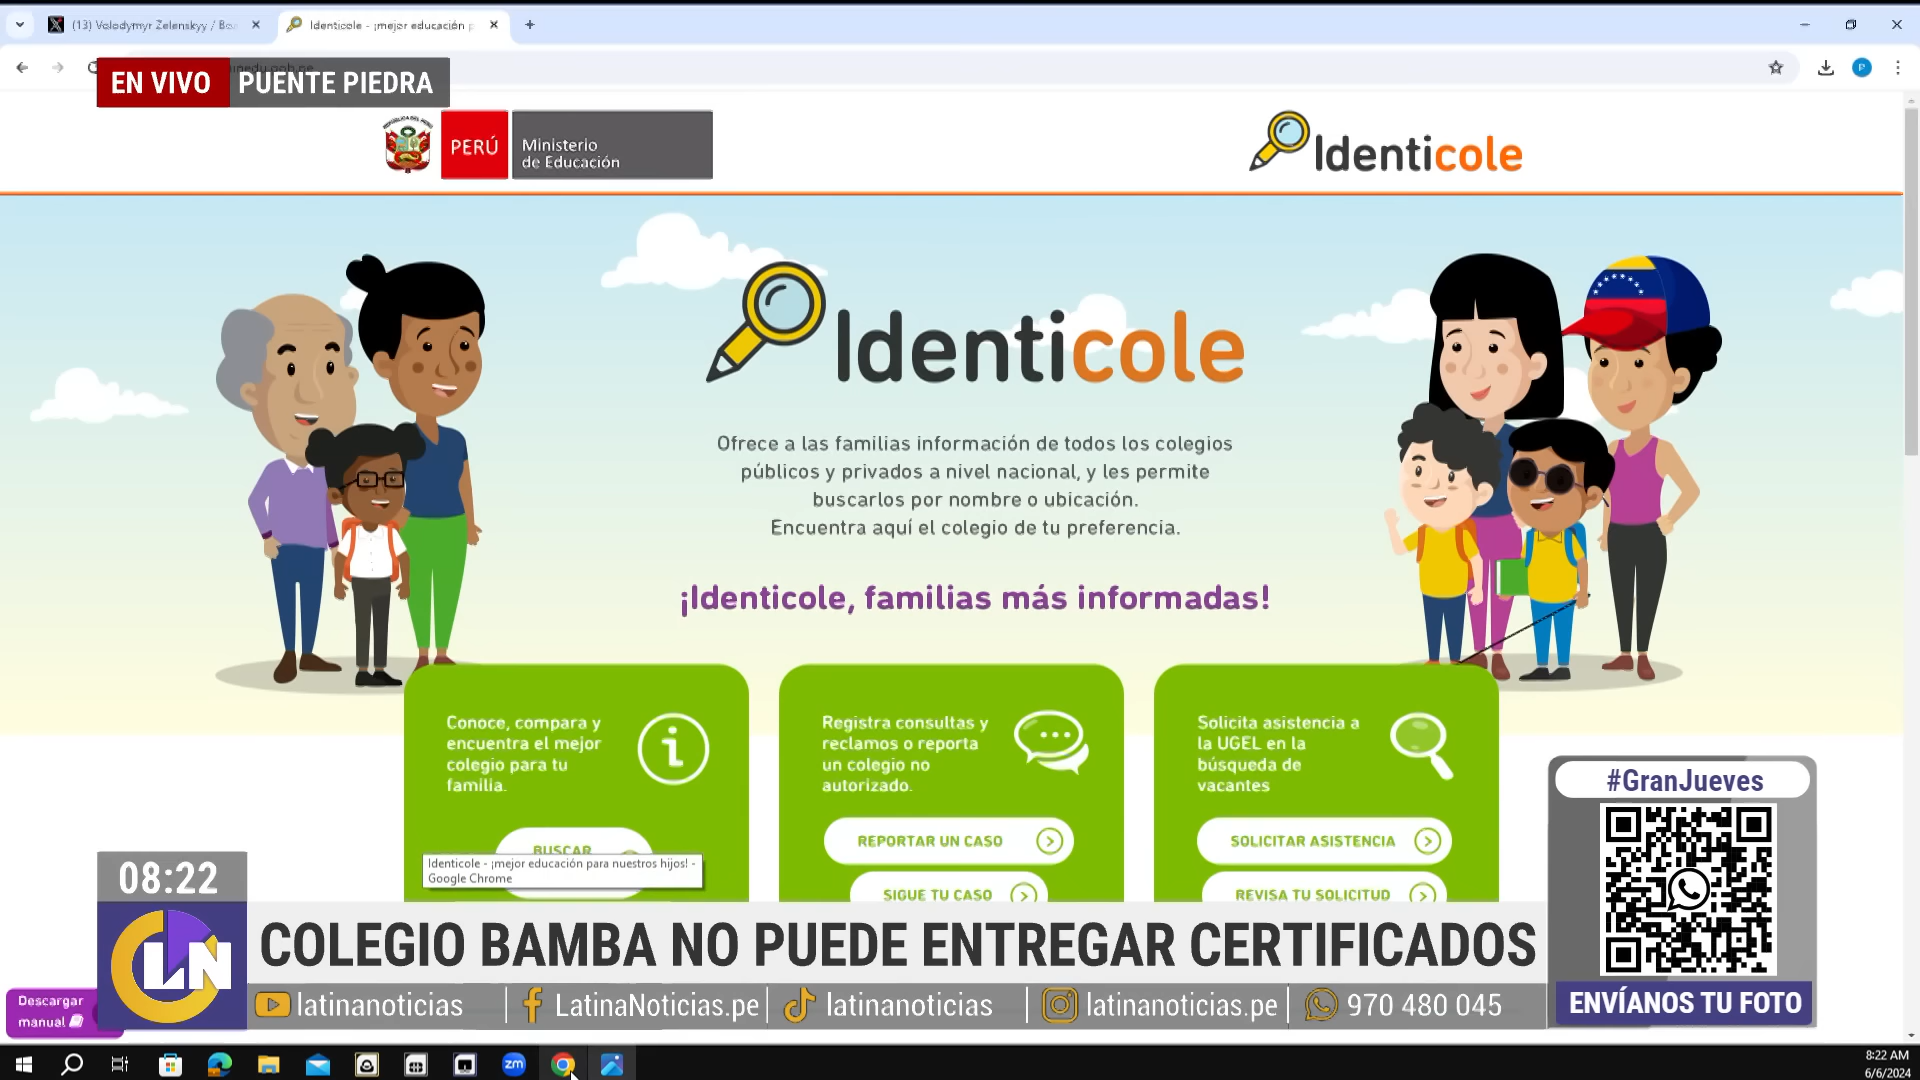 (13) Volodymyr Zelenskyy / Во
Identicole - ¡mejor educación p
EN VIVO PUENTE PIEDRA
PERÚ
Ministerio
de Educación
Identicole
Identicole
Ofrece a las familias información de todos los colegios
públicos y privados a nivel nacional, y les permite
buscarlos por nombre o ubicación.
Encuentra aquí el colegio de tu preferencia.
¡Identicole, familias más informadas!
Conoce, compara y
encuentra el mejor
colegio para tu
familia.
BUSCAR
Identicole - ¡mejor educación para nuestros hijos! -
Google Chrome
Registra consultas y
reclamos o reporta
un colegio no
autorizado.
REPORTAR UN CASO
SIGUE TU CASO
Solicita asistencia a
la UGEL en la
búsqueda de
vacantes
SOLICITAR ASISTENCIA
REVISA TU SOLICITUD
#GranJueves
ENVÍANOS TU FOTO
08:22
LN
COLEGIO BAMBA NO PUEDE ENTREGAR CERTIFICADOS
latinanoticias
LatinaNoticias.pe
latinanoticias
latinanoticias.pe
970 480 045
Descargar
manual
zm
8:22 AM
6/6/2024